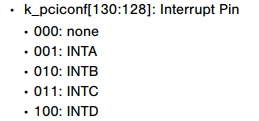 • k_pciconf[130:128]: Interrupt Pin
• 000: none
• 001: INTA
• 010: INTB
• 011: INTC
• 100: INTD